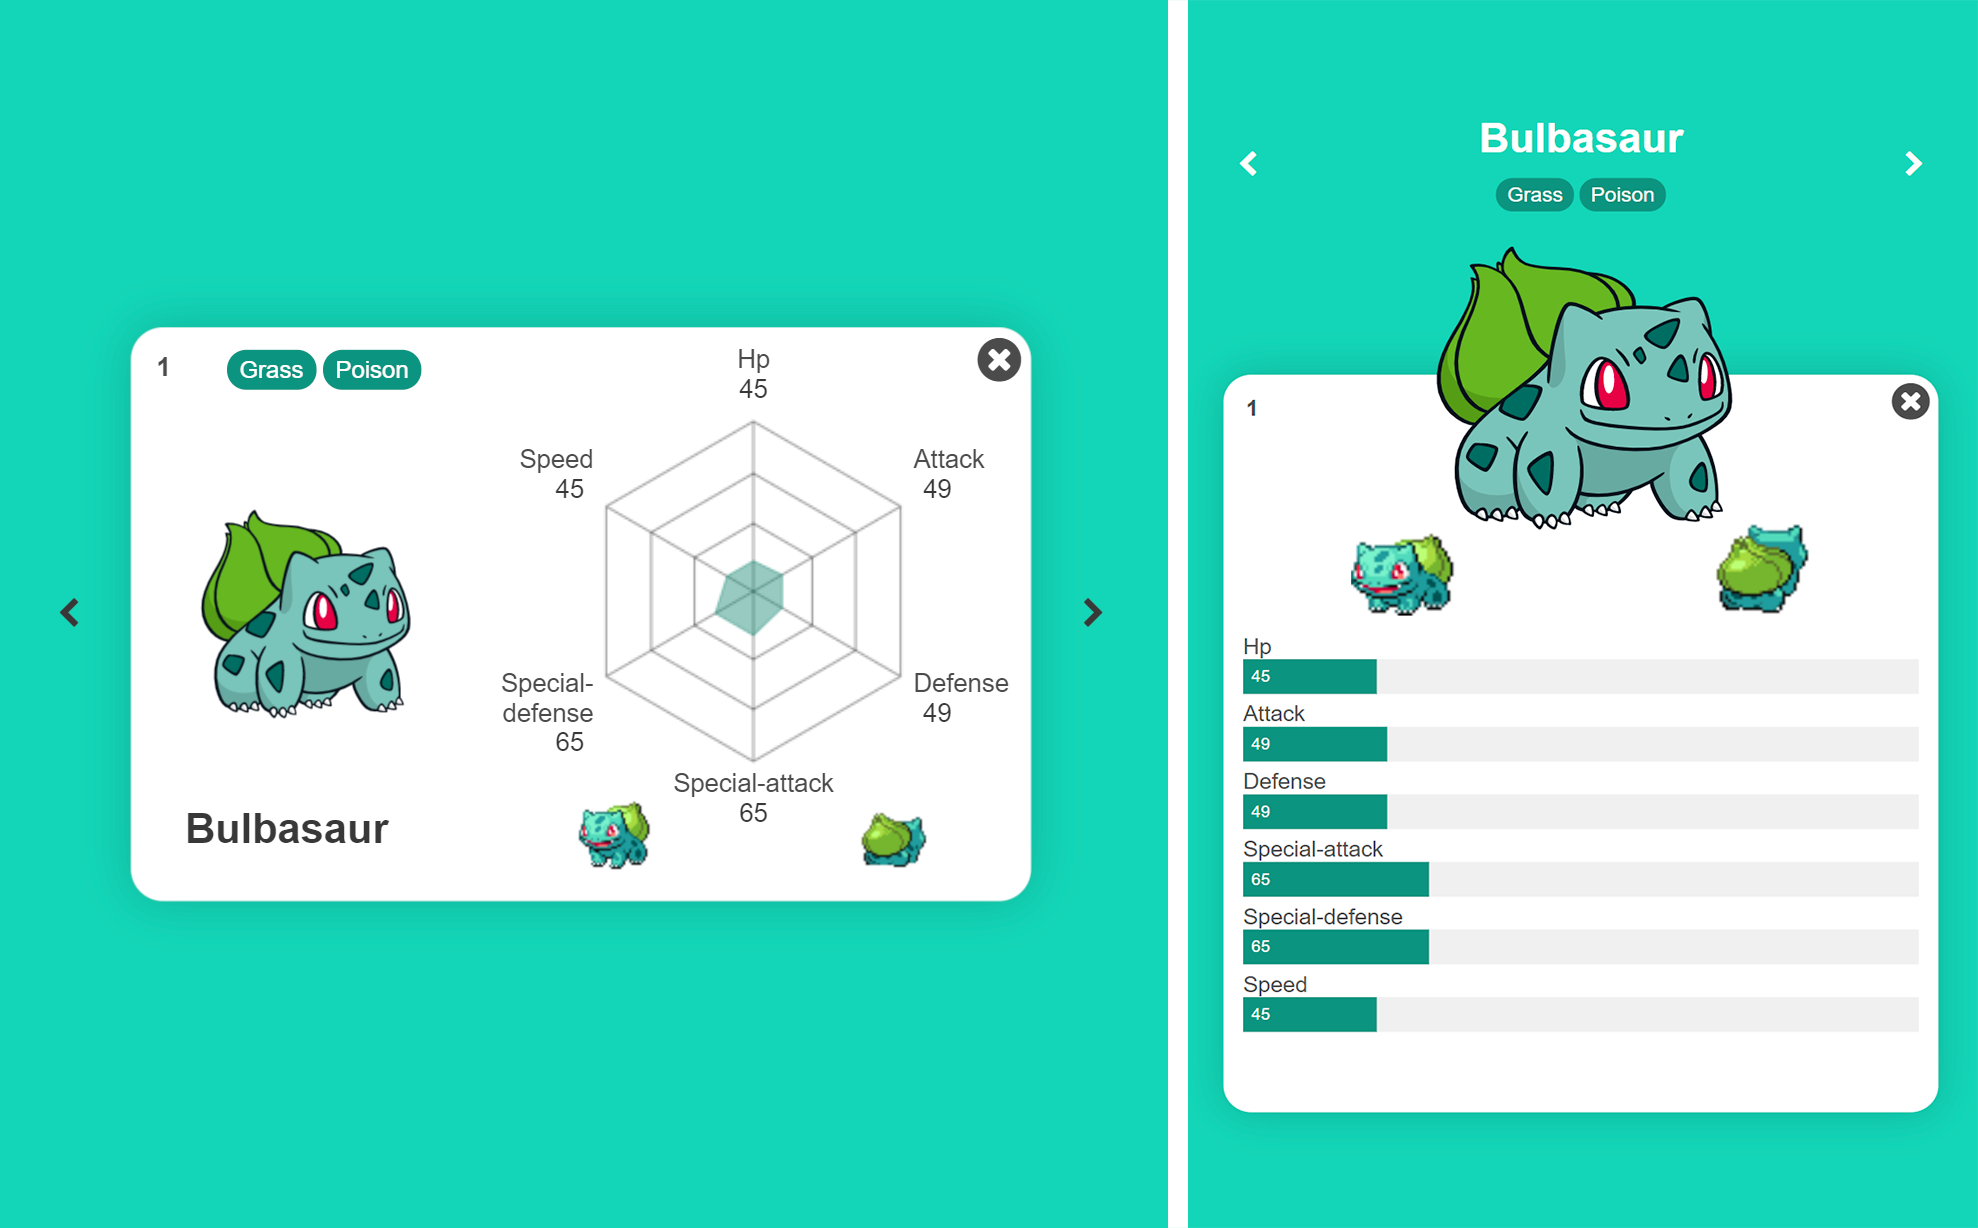 1
Grass
Poison
Hp
45
Speed
45
Attack
49
Special-
defense
65
Defense
49
Special-attack
65
Bulbasaur
Bulbasaur
Grass
Poison
1
Hp
45
Attack
49
Defense
49
Special-attack
65
Special-defense
65
Speed
45